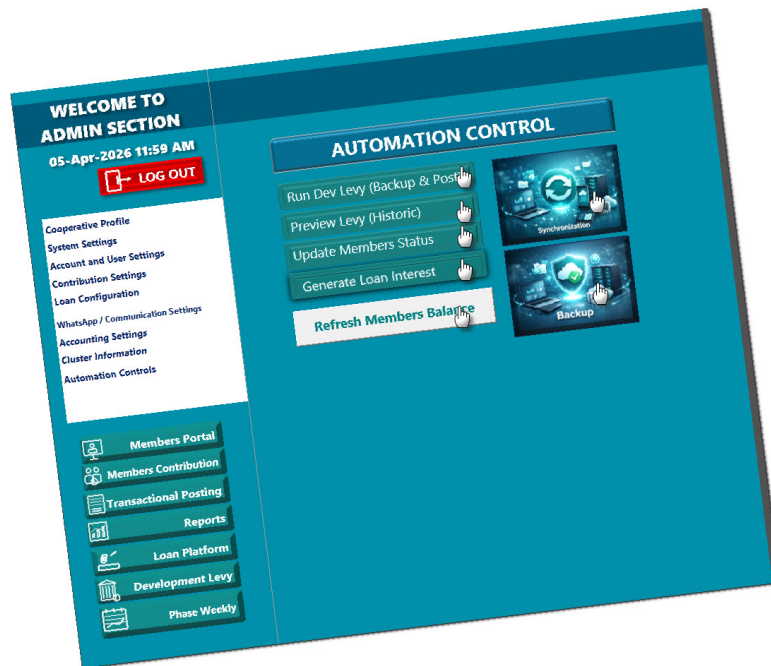 WELCOME TO
ADMIN SECTION
05-Apr-2026 11:59 AM
LOG OUT
Cooperative Profile
System Settings
Account and User Settings
Contribution Settings
Loan Configuration
WhatsApp / Communication Settings
Accounting Settings
Cluster Information
Automation Controls
Members Portal
Members Contribution
Transactional Posting
Reports
Loan Platform
Development Levy
Phase Weekly
AUTOMATION CONTROL
Run Dev Levy (Backup &
Preview Levy (Historic)
Update Members Status
Generate Loan Interest
Refresh Members Balance
Synchronization
Backup